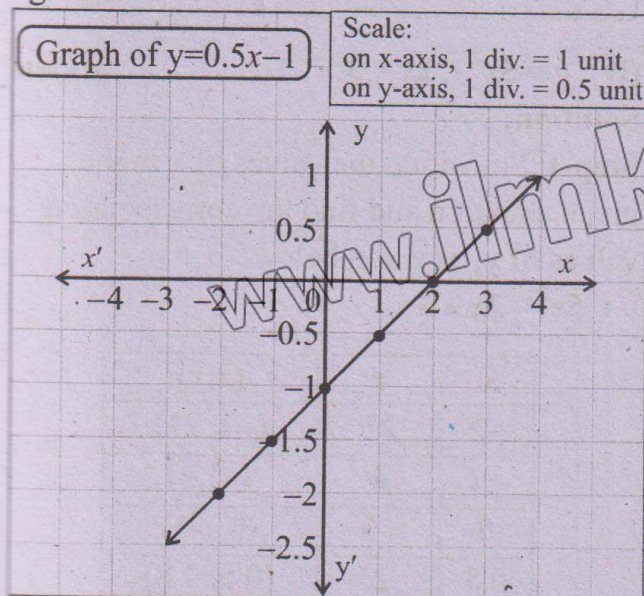 Graph of y=0.5x−1
Scale:
on x-axis, 1 div. = 1 unit
on y-axis, 1 div. = 0.5 unit
y
1
0.5
x′
x
−4 −3 −2 −1 0 1 2 3 4
−0.5
−1
−1.5
−2
−2.5
y′